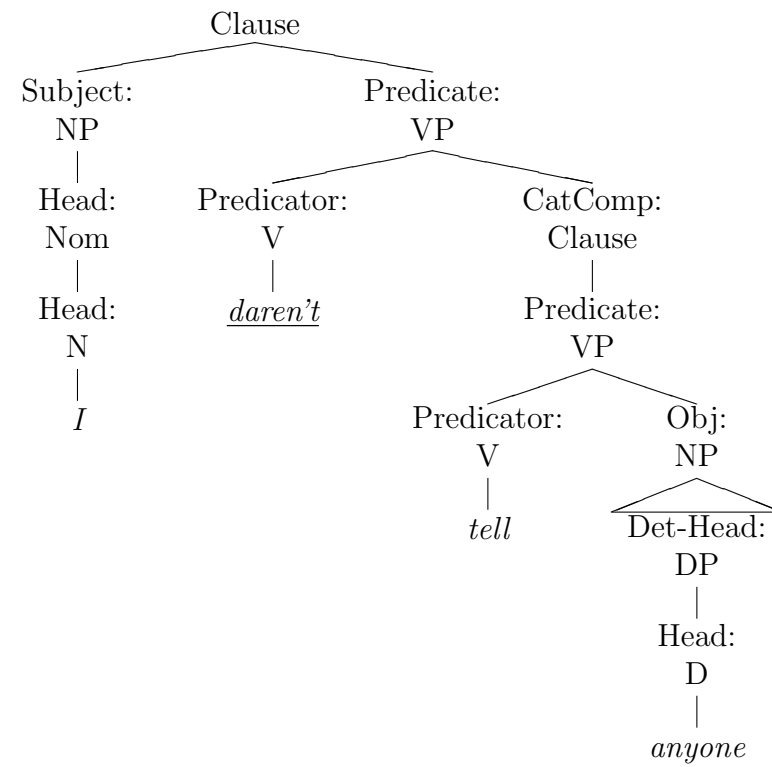 Clause
Subject: Predicate:
NP VP
Head: Predicator: CatComp:
Nom V Clause
Head: daren't Predicate:
N VP
I Predicator: Obj:
V NP
tell Det-Head:
DP
Head:
D
anyone